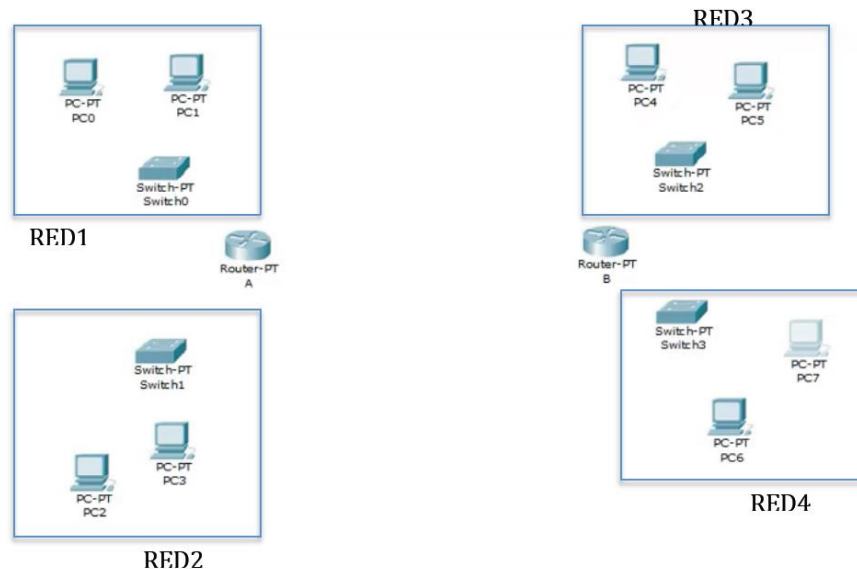 RED3
PC-PT
PC0
PC-PT
PC1
Switch-PT
Switch0
RED1
PC-PT
PC4
PC-PT
PC5
Switch-PT
Switch2
Router-PT
A
Router-PT
B
Switch-PT
Switch1
PC-PT
PC3
PC-PT
PC2
RED2
Switch-PT
Switch3
PC-PT
PC7
PC-PT
PC6
RED4